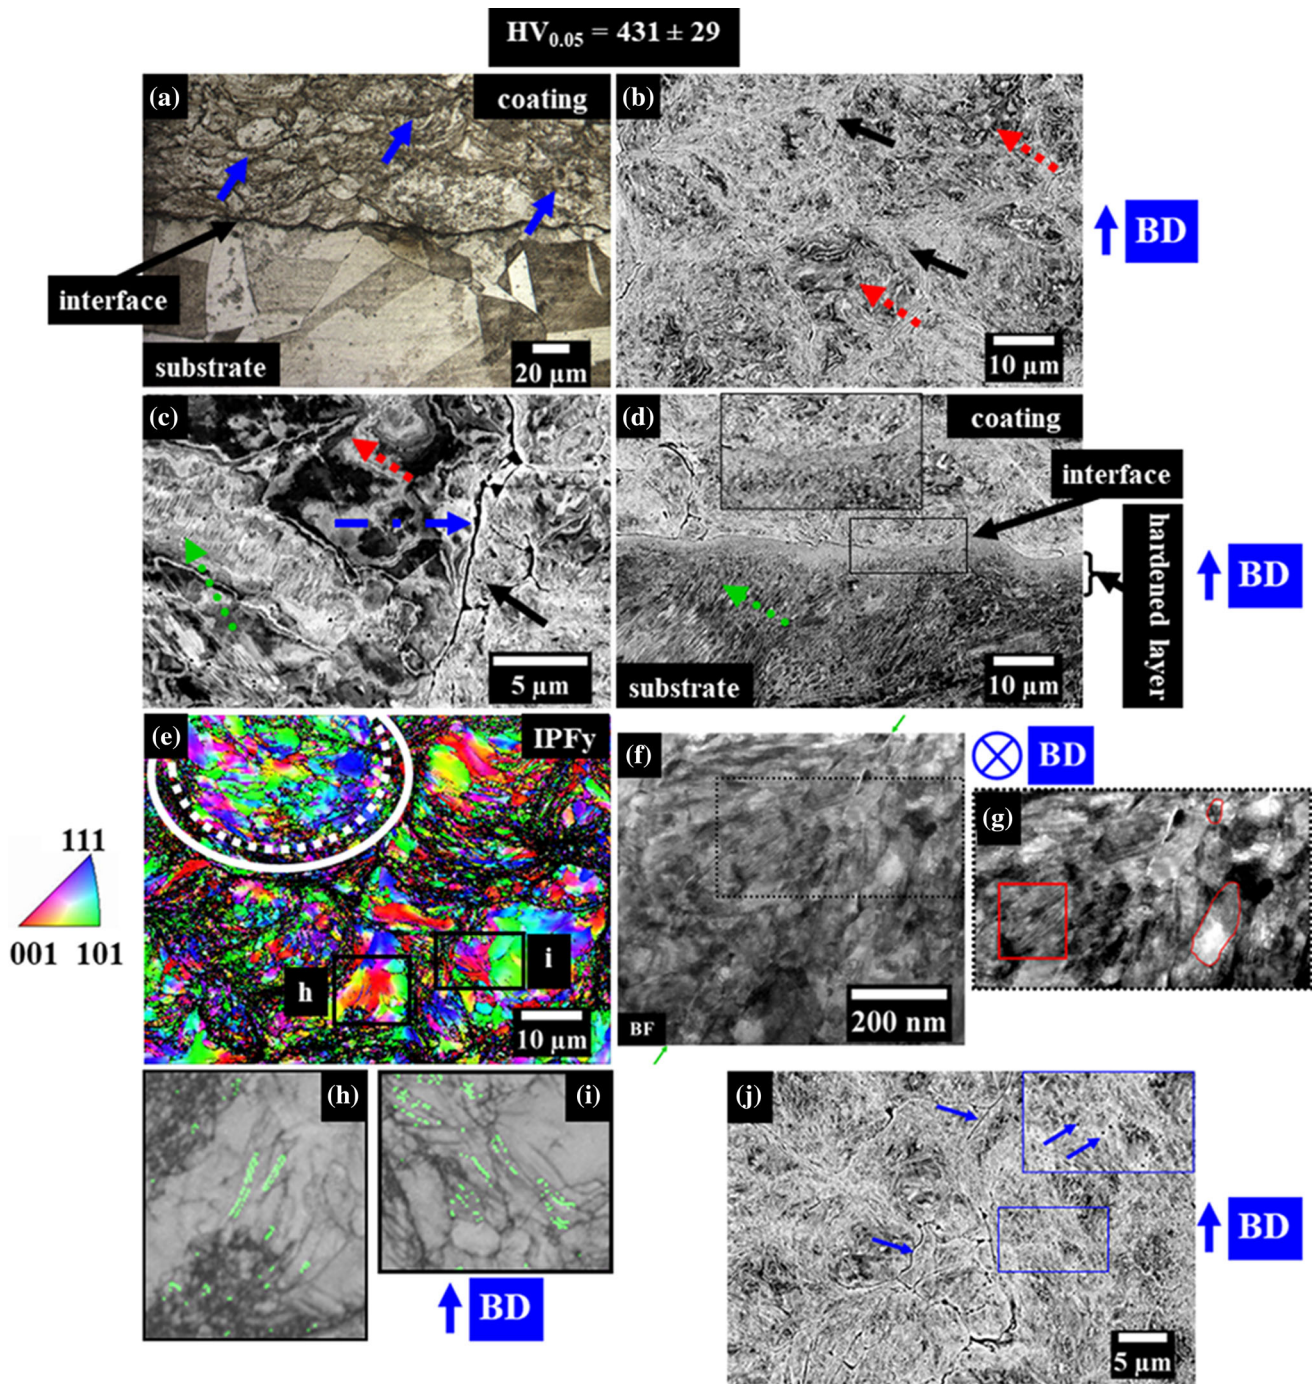 HV0.05 = 431 ± 29
(a)
coating
interface
substrate
20 µm
(b)
10 µm
BD
(c)
5 µm
(d)
coating
interface
hardened layer
substrate
10 µm
BD
(e)
IPFy
h
i
10 µm
111
001 101
(f)
BF
200 nm
BD
(g)
(h)
(i)
BD
(j)
5 µm
BD